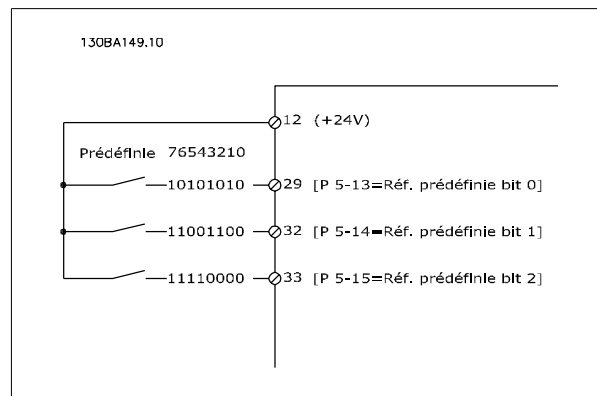 130BA149.10
12 (+24V)
Prédéfinie 76543210
10101010 29 [P 5-13=Réf. prédéfinie bit 0]
11001100 32 [P 5-14=Réf. prédéfinie bit 1]
11110000 33 [P 5-15=Réf. prédéfinie bit 2]